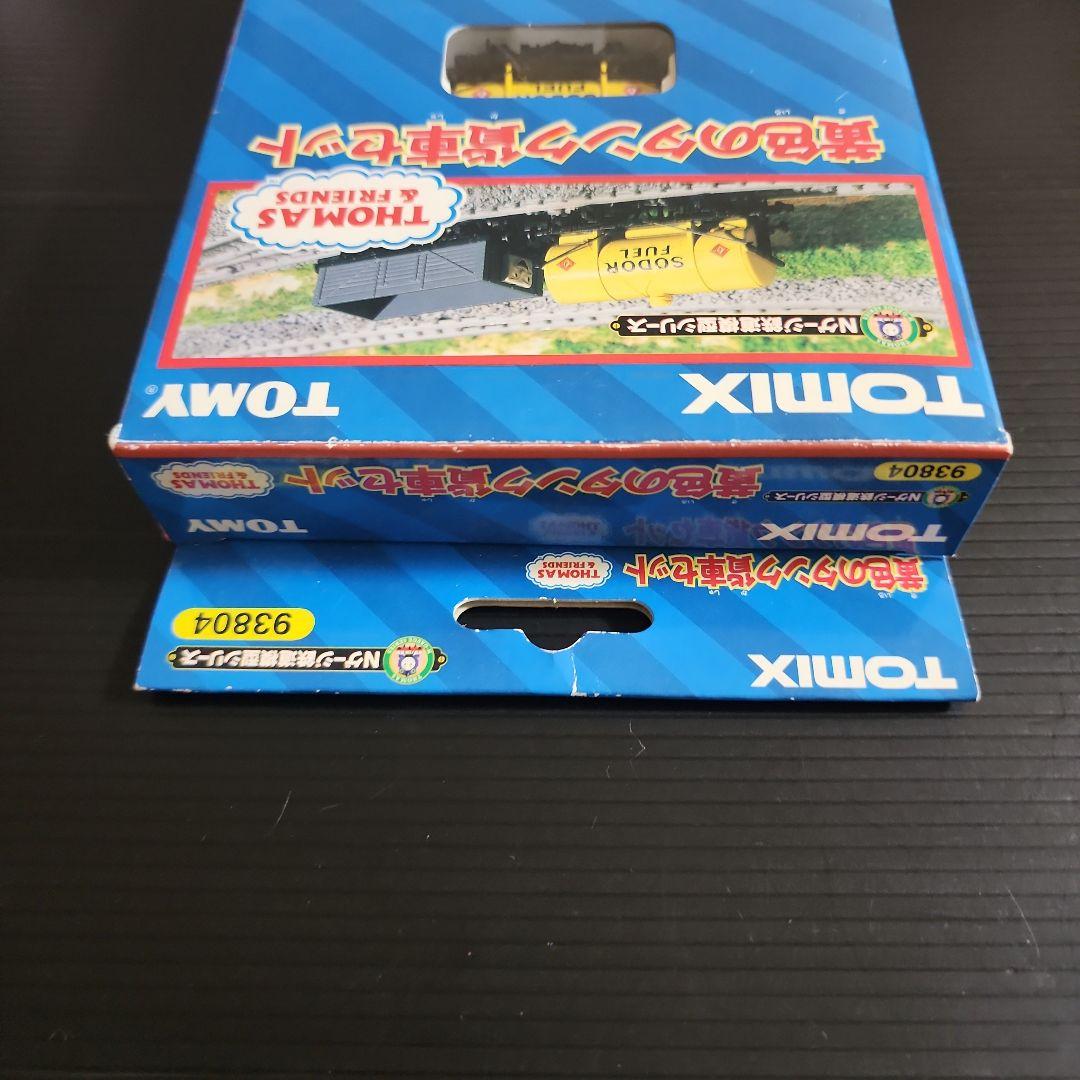 TOMIX
Nゲージ鉄道模型シリーズ
93804
黄色のタンク貨車セット
THOMAS
& FRIENDS
TOMIX
TOMY
Nゲージ鉄道模型シリーズ
黄色のタンク貨車セット
THOMAS
& FRIENDS
93804
TOMIX
TOMY®
Nゲージ鉄道模型シリーズ
SODOR
FUEL
THOMAS
& FRIENDS
黄色のタンク貨車セット